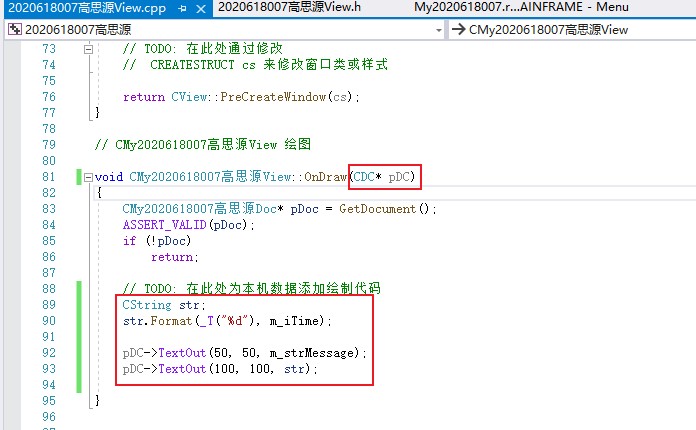 2020618007高思源View.cpp
2020618007高思源View.h
My2020618007.r...AINFRAME - Menu
2020618007高思源
CMy2020618007高思源View
73 // TODO: 在此处通过修改
74 //  CREATESTRUCT cs 来修改窗口类或样式
75
76 return CView::PreCreateWindow(cs);
77 }
78
79 // CMy2020618007高思源View 绘图
80
81 void CMy2020618007高思源View::OnDraw(CDC* pDC)
82 {
83 CMy2020618007高思源Doc* pDoc = GetDocument();
84 ASSERT_VALID(pDoc);
85 if (!pDoc)
86 return;
87
88 // TODO: 在此处为本机数据添加绘制代码
89 CString str;
90 str.Format(_T("%d"), m_iTime);
91
92 pDC->TextOut(50, 50, m_strMessage);
93 pDC->TextOut(100, 100, str);
94
95 }
96